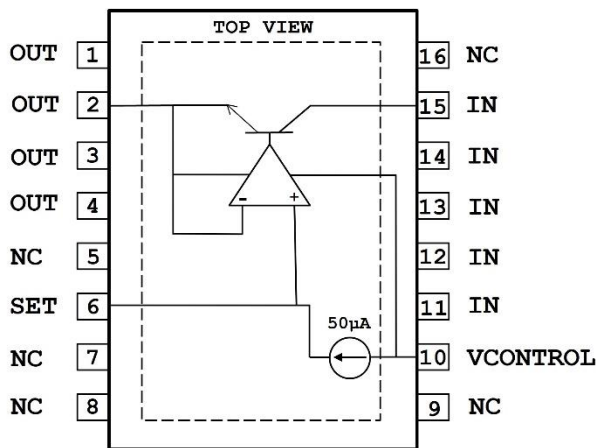 TOP VIEW
OUT 1 16 NC
OUT 2 15 IN
OUT 3 14 IN
OUT 4 13 IN
- +
NC 5 12 IN
SET 6 11 IN
50µA
NC 7 10 VCONTROL
NC 8 9 NC